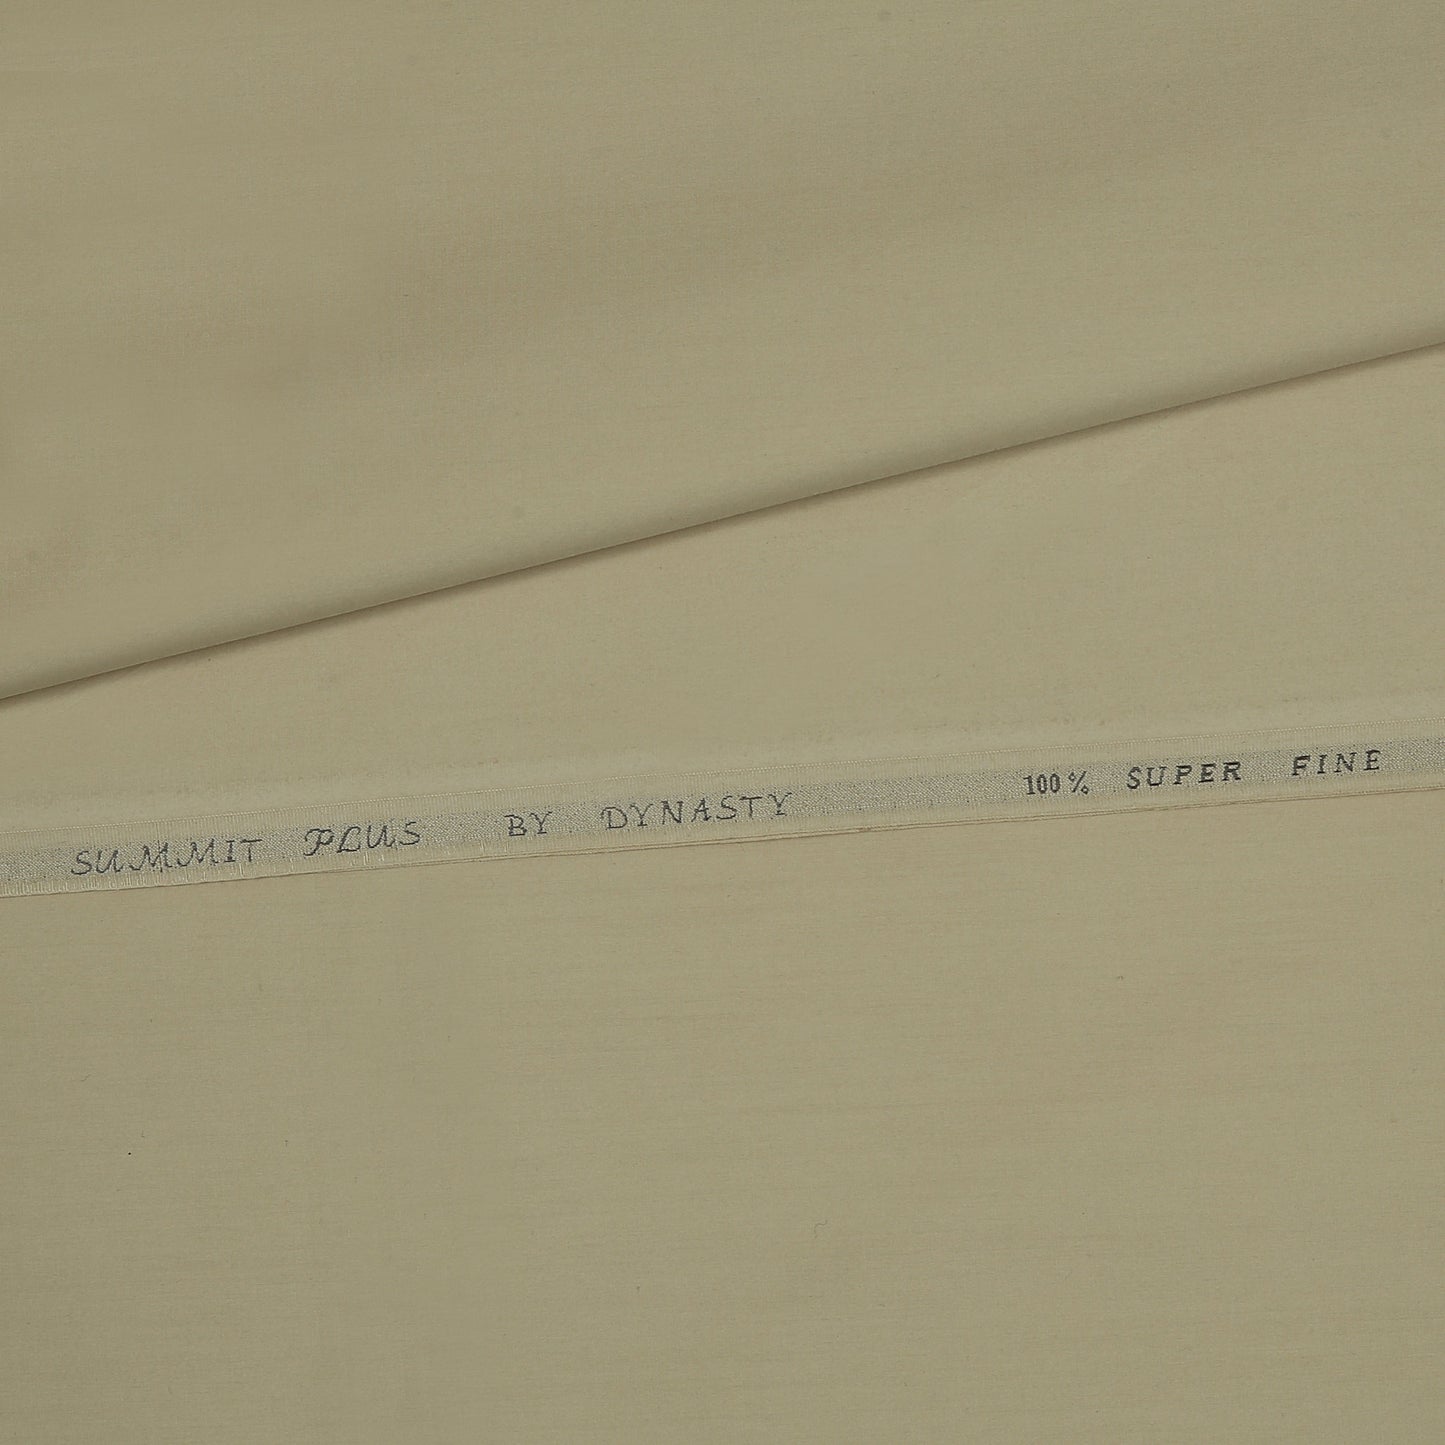 SUMMIT PLUS BY DYNASTY 100% SUPER FINE